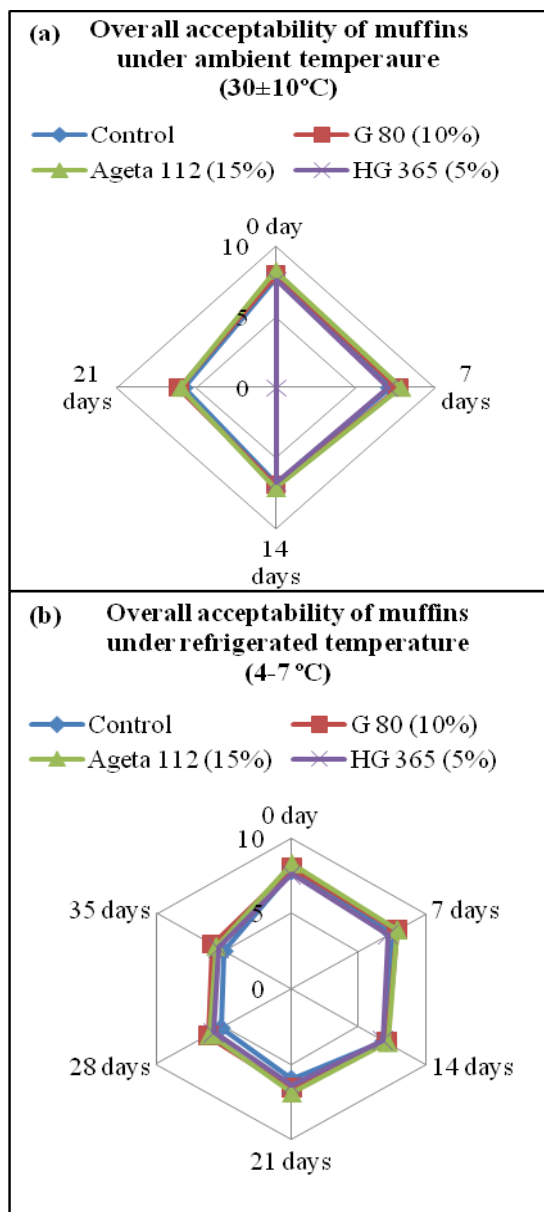 (a) Overall acceptability of muffins
under ambient temperaure
(30±10°C)
Control G 80 (10%)
Ageta 112 (15%) HG 365 (5%)
0 day
10
5
21
days
0
7
days
14
days
(b) Overall acceptability of muffins
under refrigerated temperature
(4-7 °C)
Control G 80 (10%)
Ageta 112 (15%) HG 365 (5%)
0 day
10
35 days
5
7 days
0
28 days
14 days
21 days